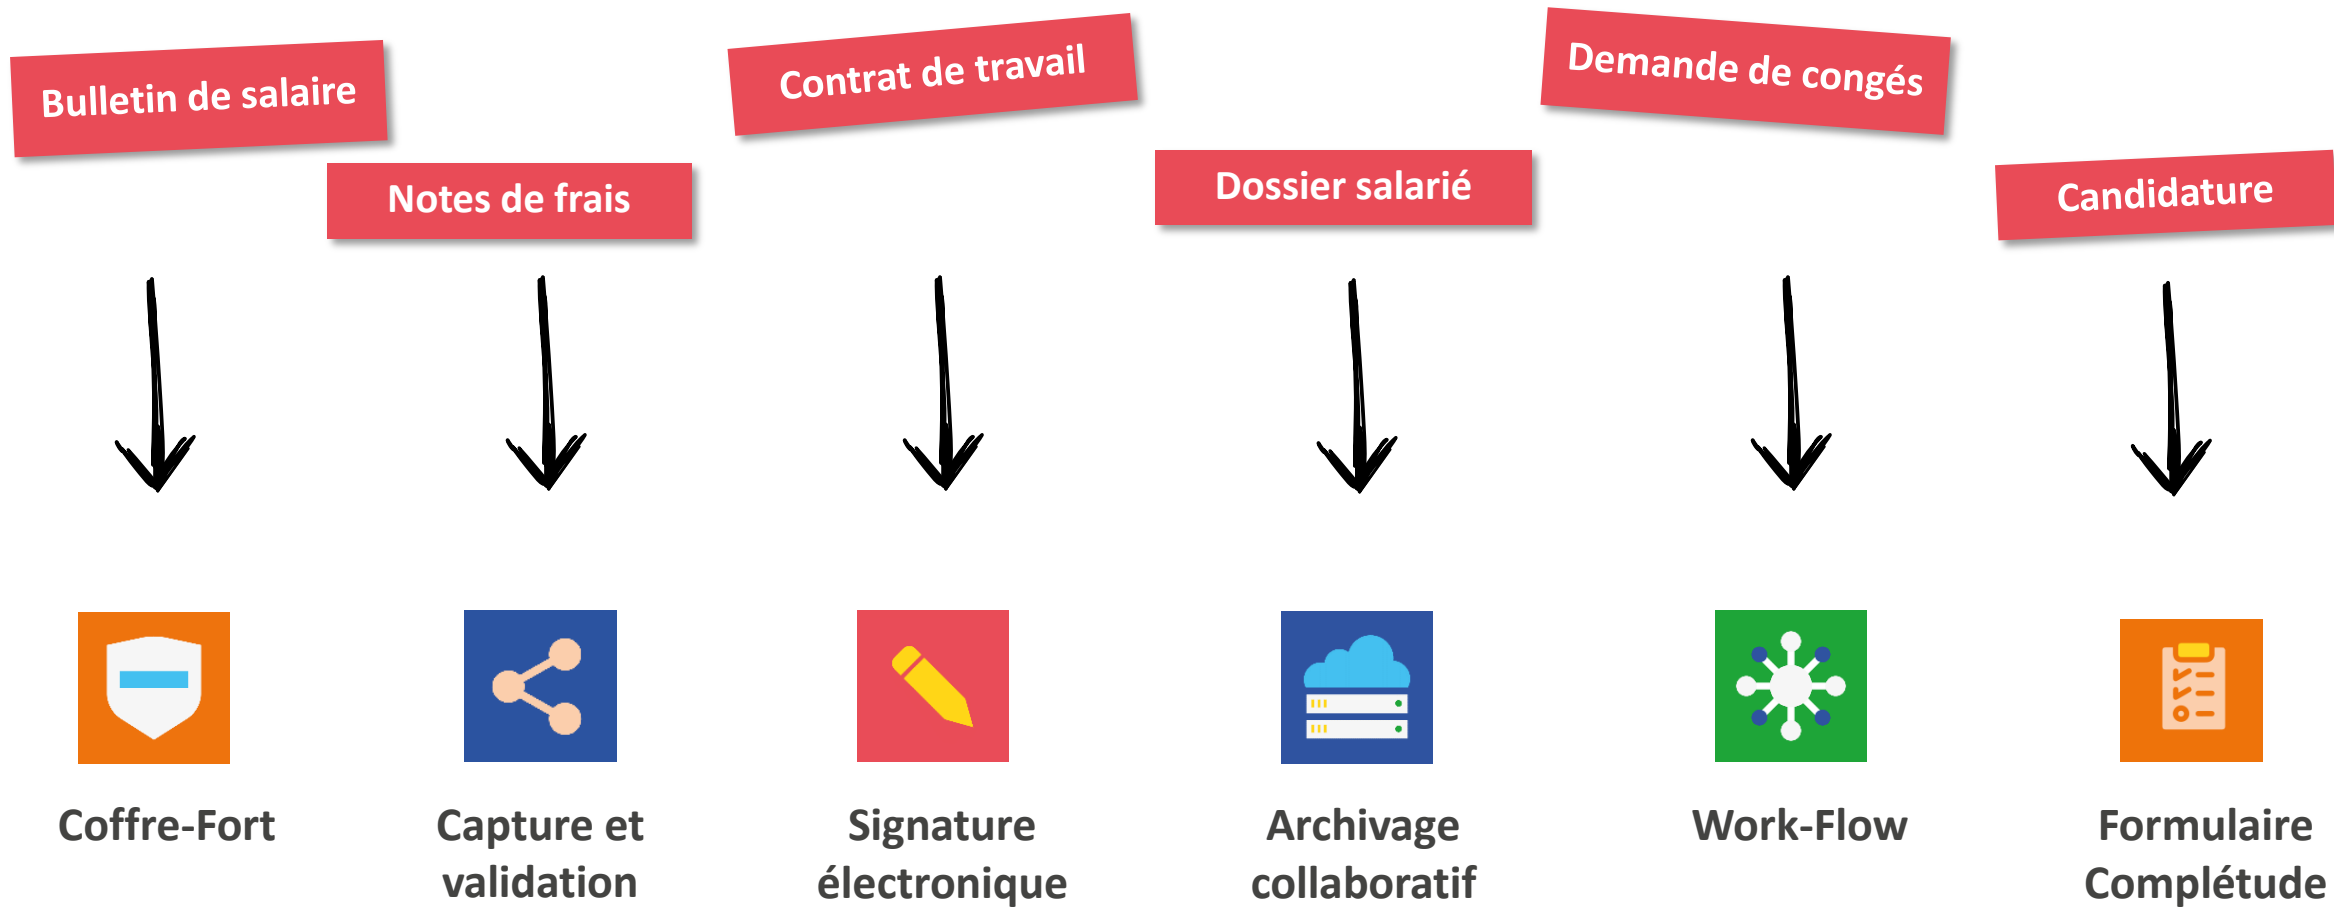 Bulletin de salaire
Notes de frais
Contrat de travail
Dossier salarié
Demande de congés
Candidature
Coffre-Fort
Capture et
validation
Signature
électronique
Archivage
collaboratif
Work-Flow
Formulaire
Complétude